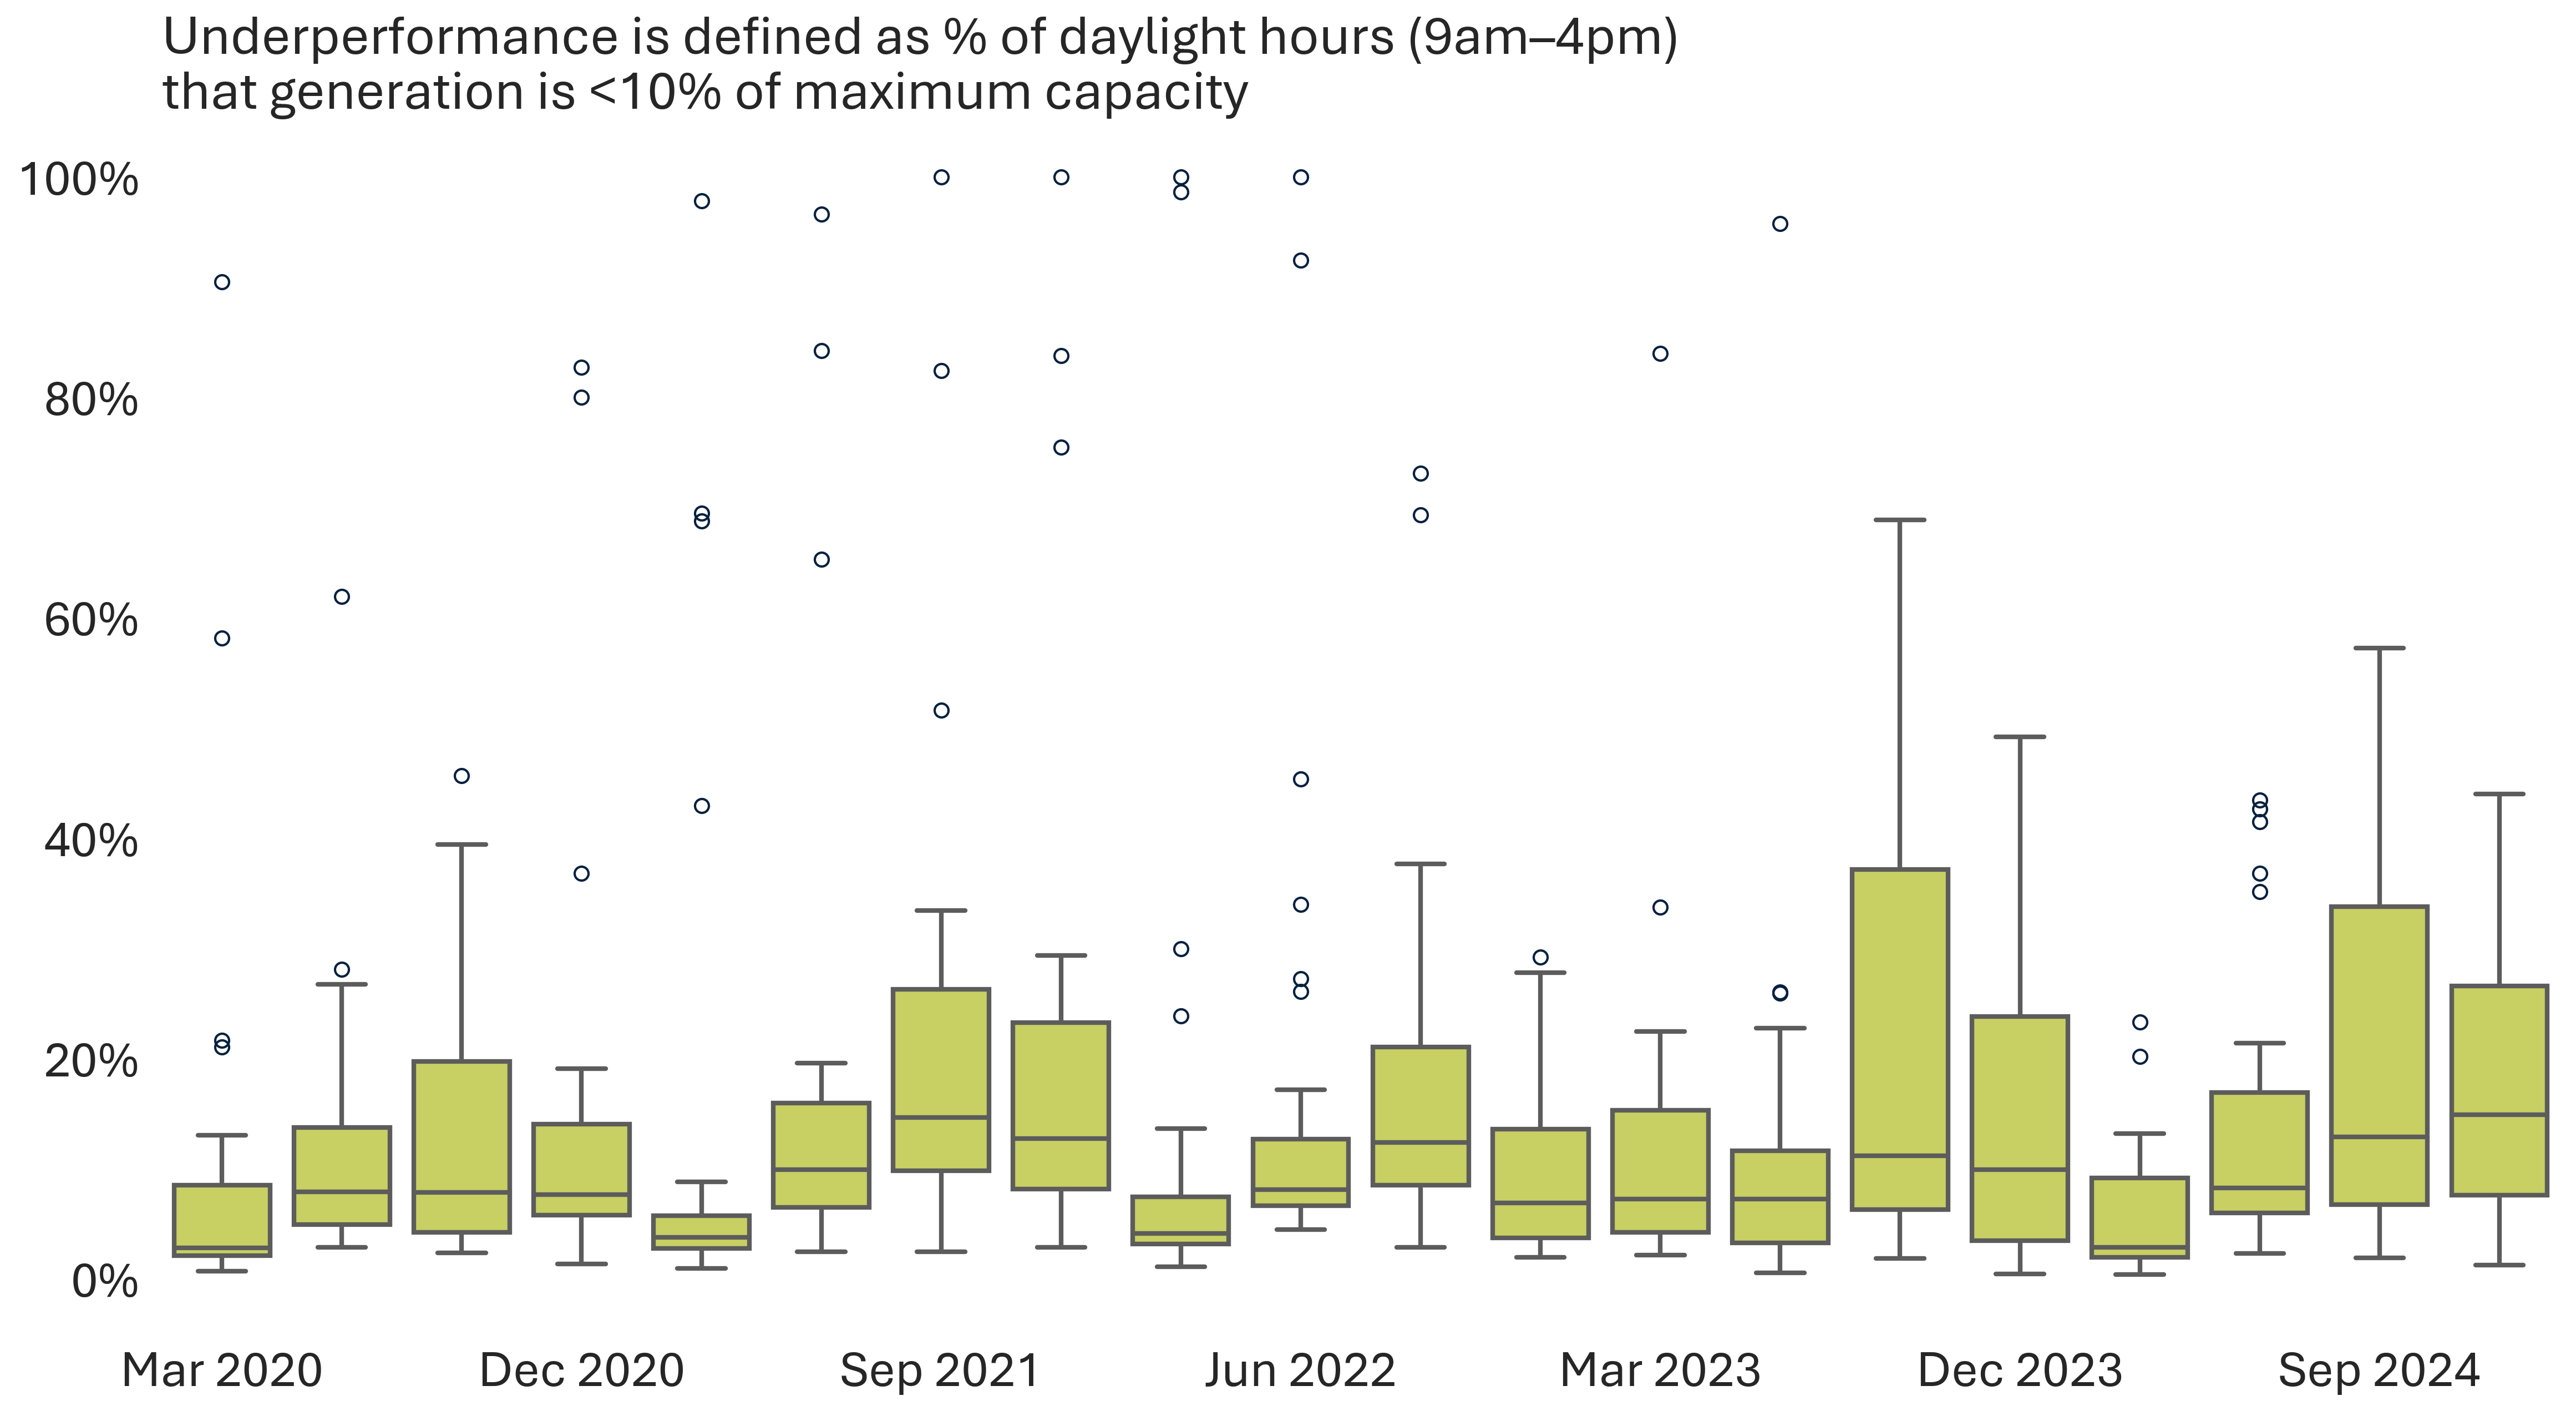 Underperformance is defined as % of daylight hours (9am–4pm)
that generation is <10% of maximum capacity
100%
80%
60%
40%
20%
0%
Mar 2020
Dec 2020
Sep 2021
Jun 2022
Mar 2023
Dec 2023
Sep 2024